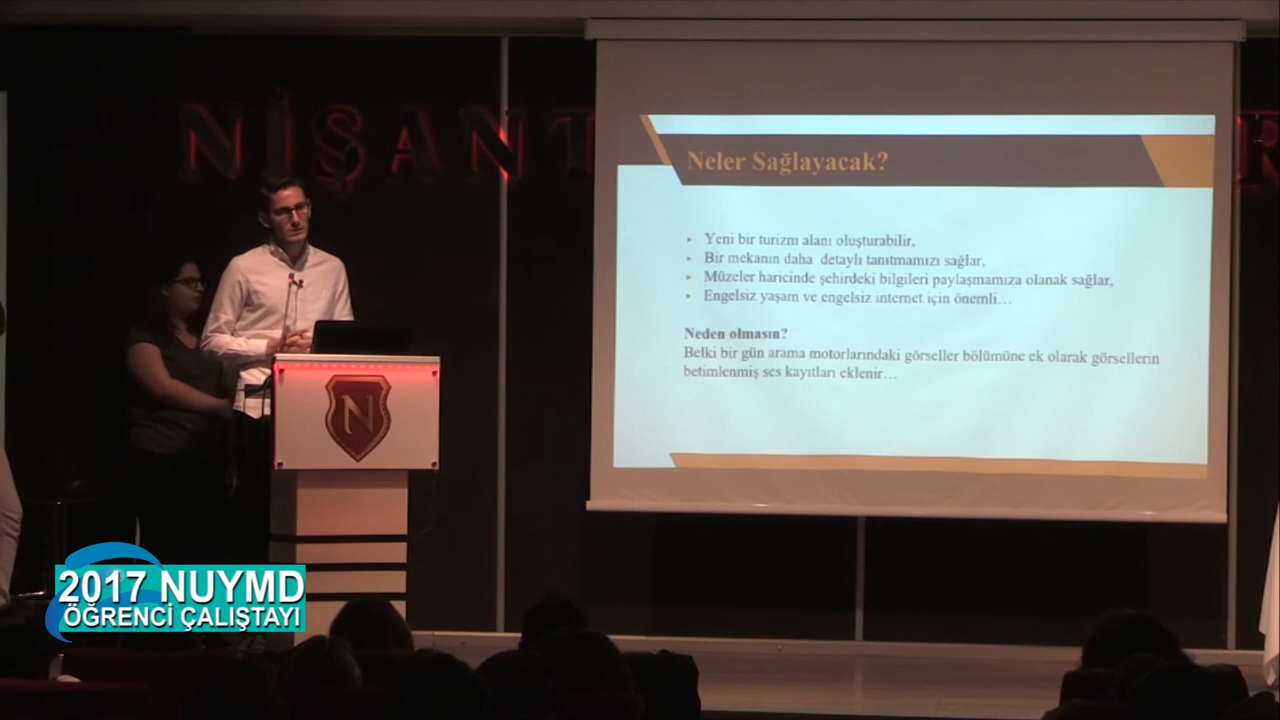 NİŞANT
Neler Sağlayacak?
Yeni bir turizm alanı oluşturabilir,
Bir mekanın daha detaylı tanıtmamızı sağlar,
Müzeler haricinde şehirdeki bilgileri paylaşmamıza olanak sağlar,
Engelsiz yaşam ve engelsiz internet için önemli…
Neden olmasın?
Belki bir gün arama motorlarındaki görseller bölümüne ek olarak görsellerin
betimlenmiş ses kayıtları eklenir…
N
2017 NUYMD
ÖĞRENCİ ÇALIŞTAYI